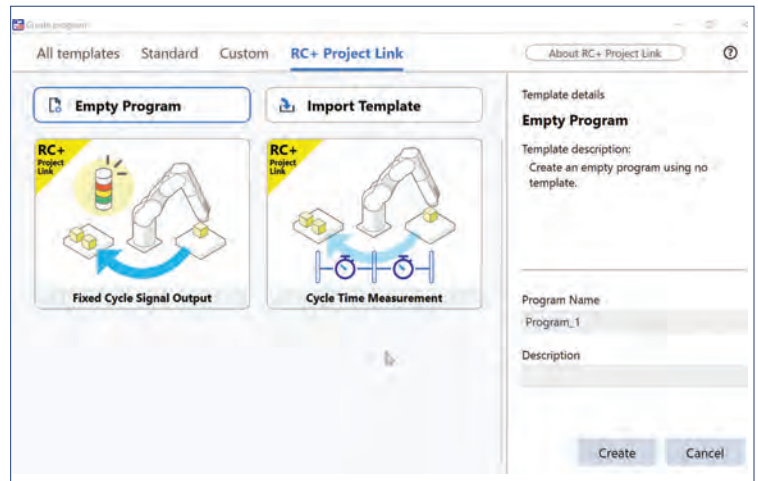 Create program
All templates Standard Custom RC+ Project Link About RC+ Project Link ?
Empty Program Import Template
RC+
Project
Link
Fixed Cycle Signal Output
RC+
Project
Link
Cycle Time Measurement
Template details
Empty Program
Template description:
Create an empty program using no
template.
Program Name
Program_1
Description
Create Cancel